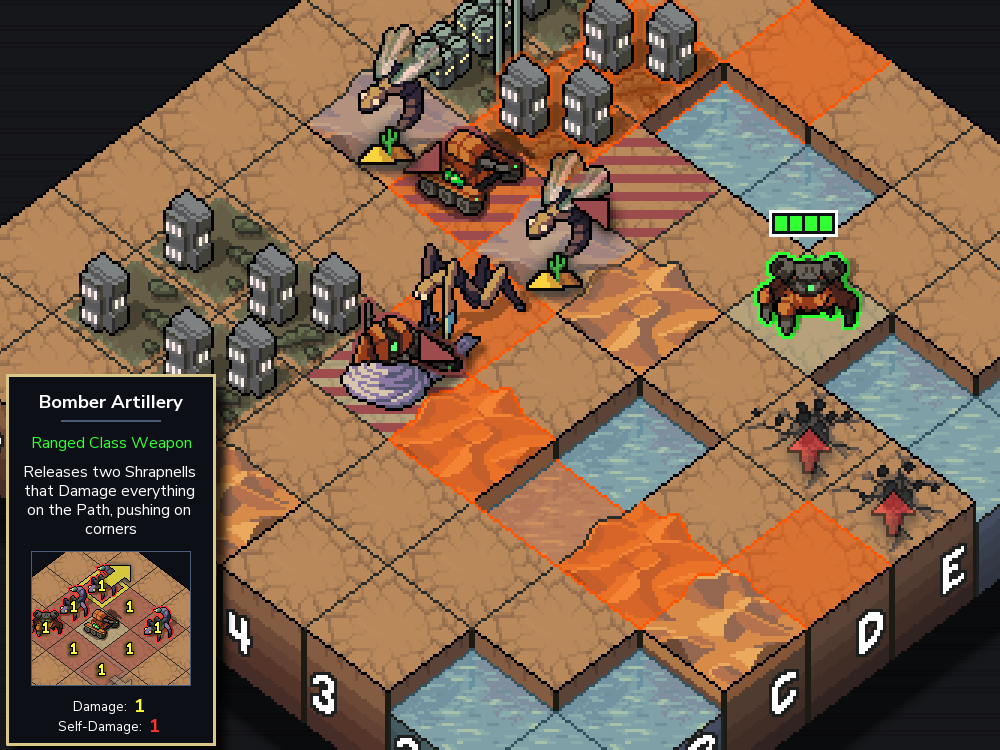 Bomber Artillery
Ranged Class Weapon
Releases two Shrapnells
that Damage everything
on the Path, pushing on
corners
1
1
1
1
1
1
1
1
Damage: 1
Self-Damage: 1
4
3
G
D
E